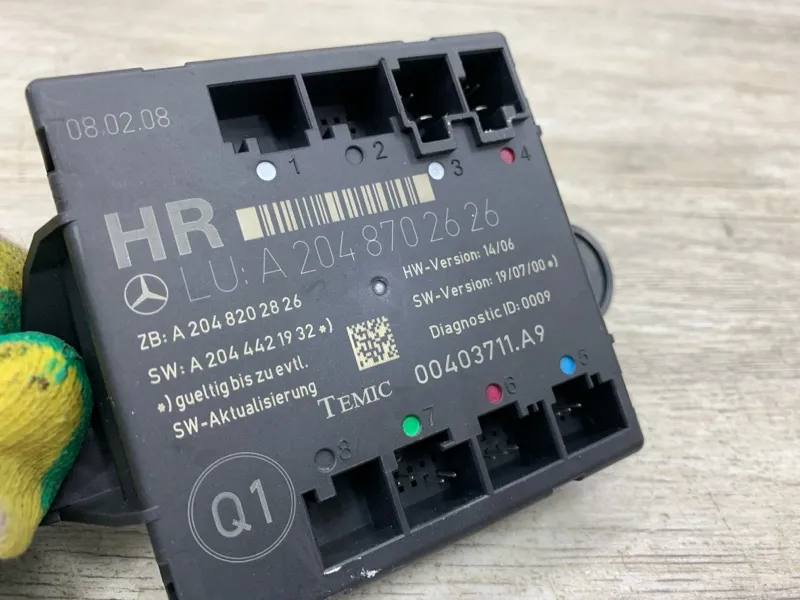 08.02.08
1 2 3 4
HR
LU: A 204 870 26 26
ZB: A 204 820 28 26
SW: A 204 442 19 32 *)
*) gueltig bis zu evtl.
SW-Aktualisierung
HW-Version: 14/06
SW-Version: 19/07/00 *)
Diagnostic ID: 0009
TEMIC 00403711.A9
8 7 6 5
Q1